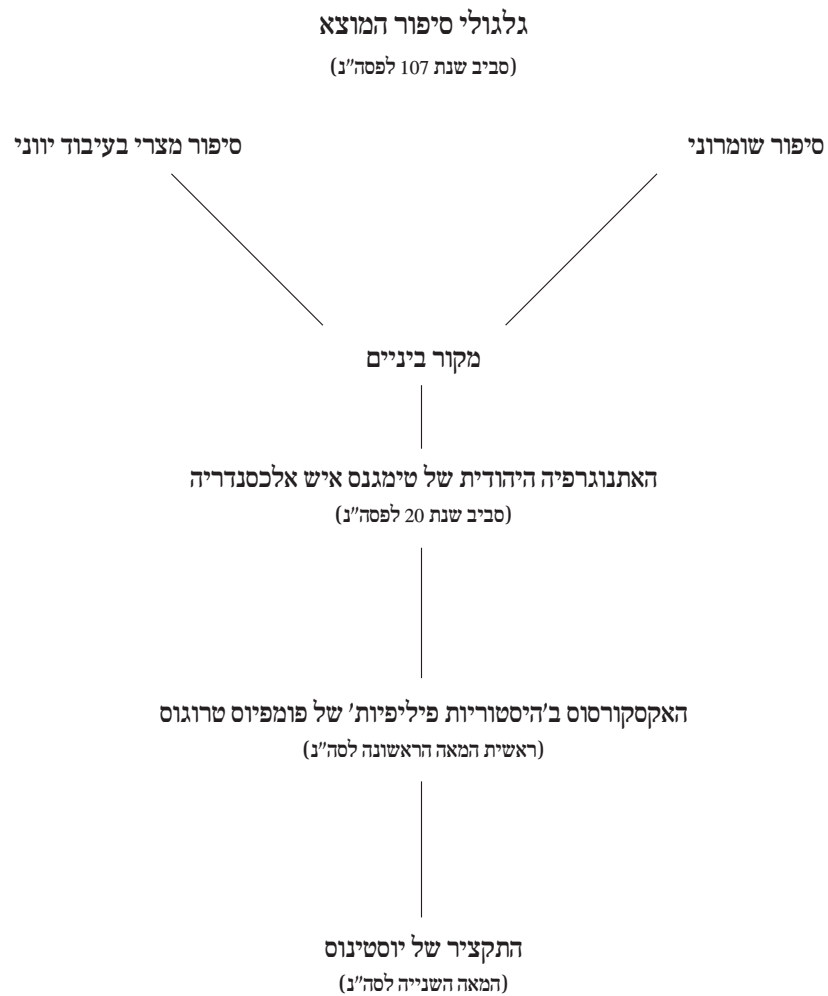 גלגולי סיפור המוצא
(סביב שנת 107 לפסה"נ)
סיפור שומרוני
סיפור מצרי בעיבוד יווני
מקור ביניים
האתנוגרפיה היהודית של טימגנס איש אלכסנדריה
(סביב שנת 20 לפסה"נ)
האקסקורסוס ב'היסטוריות פיליפיות' של פומפיוס טרוגוס
(ראשית המאה הראשונה לסה"נ)
התקציר של יוסטינוס
(המאה השנייה לסה"נ)